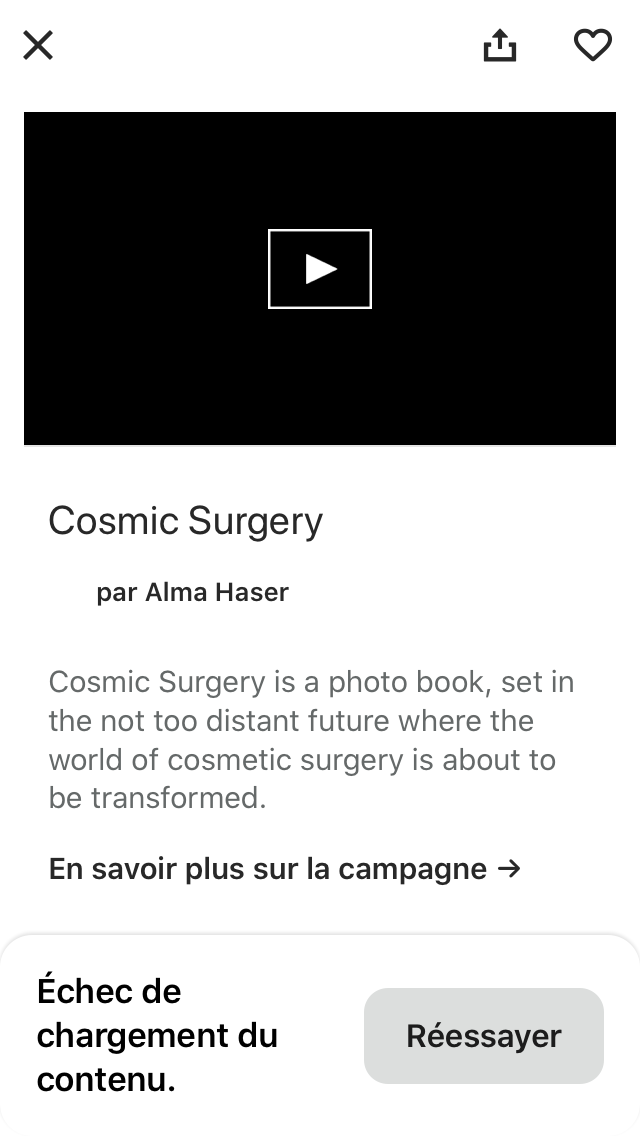 Cosmic Surgery
par Alma Haser
Cosmic Surgery is a photo book, set in
the not too distant future where the
world of cosmetic surgery is about to
be transformed.
En savoir plus sur la campagne →
Échec de
chargement du
contenu.
Réessayer